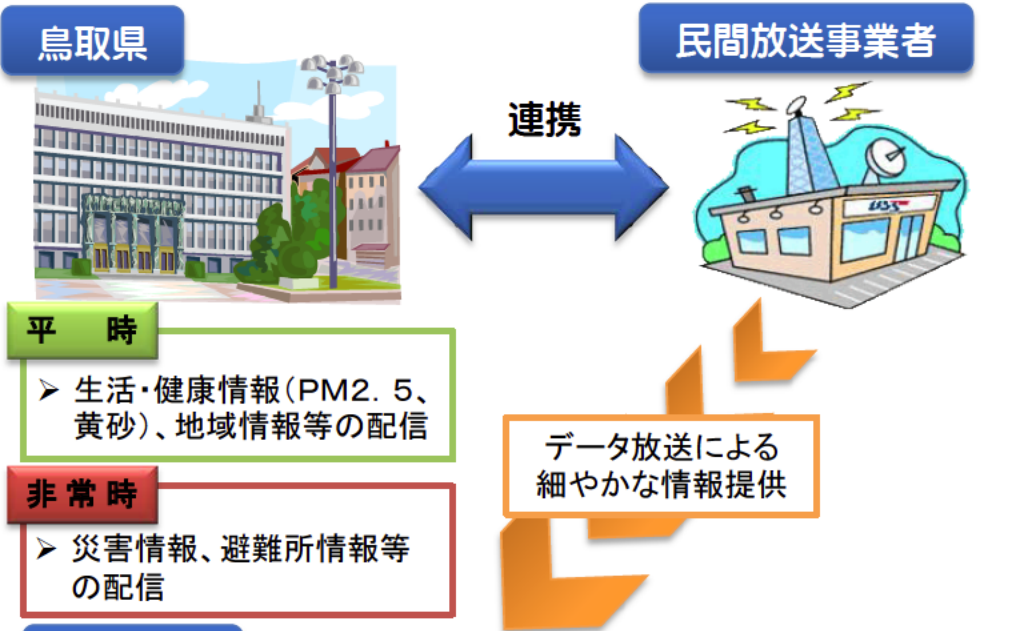 鳥取県
民間放送事業者
連携
平　時
➢ 生活・健康情報（PM2．5、
黄砂）、地域情報等の配信
データ放送による
細やかな情報提供
非常時
➢ 災害情報、避難所情報等
の配信